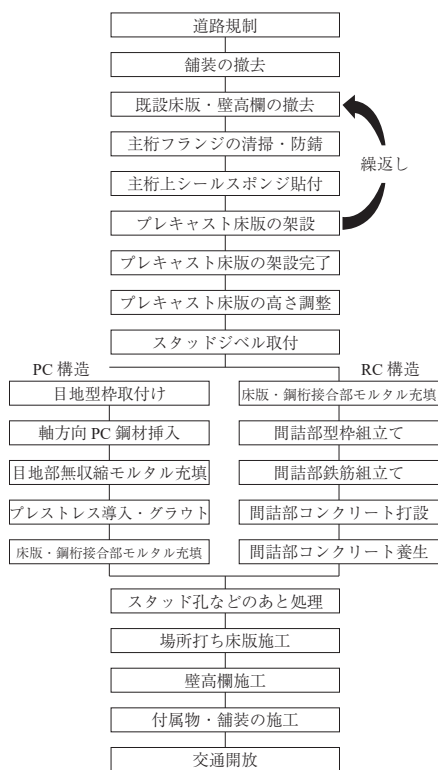 道路規制
舗装の撤去
既設床版・壁高欄の撤去
主桁フランジの清掃・防錆
繰返し
主桁上シールスポンジ貼付
プレキャスト床版の架設
プレキャスト床版の架設完了
プレキャスト床版の高さ調整
スタッドジベル取付
PC 構造
目地型枠取付け
軸方向 PC 鋼材挿入
目地部無収縮モルタル充填
プレストレス導入・グラウト
床版・鋼桁接合部モルタル充填
RC 構造
床版・鋼桁接合部モルタル充填
間詰部型枠組立て
間詰部鉄筋組立て
間詰部コンクリート打設
間詰部コンクリート養生
スタッド孔などのあと処理
場所打ち床版施工
壁高欄施工
付属物・舗装の施工
交通開放